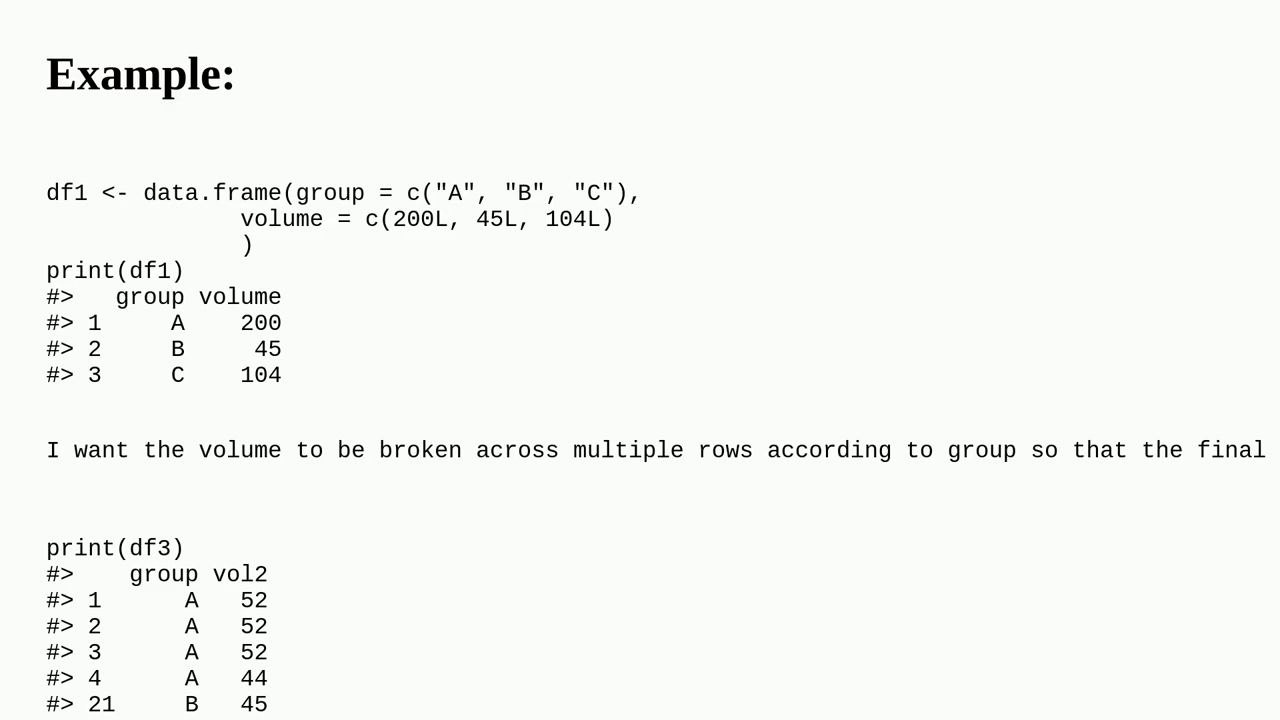 Example:
df1 <- data.frame(group = c("A", "B", "C"),
              volume = c(200L, 45L, 104L)
              )
print(df1)
#>   group volume
#> 1     A    200
#> 2     B     45
#> 3     C    104
I want the volume to be broken across multiple rows according to group so that the final
print(df3)
#>    group vol2
#> 1      A   52
#> 2      A   52
#> 3      A   52
#> 4      A   44
#> 21     B   45